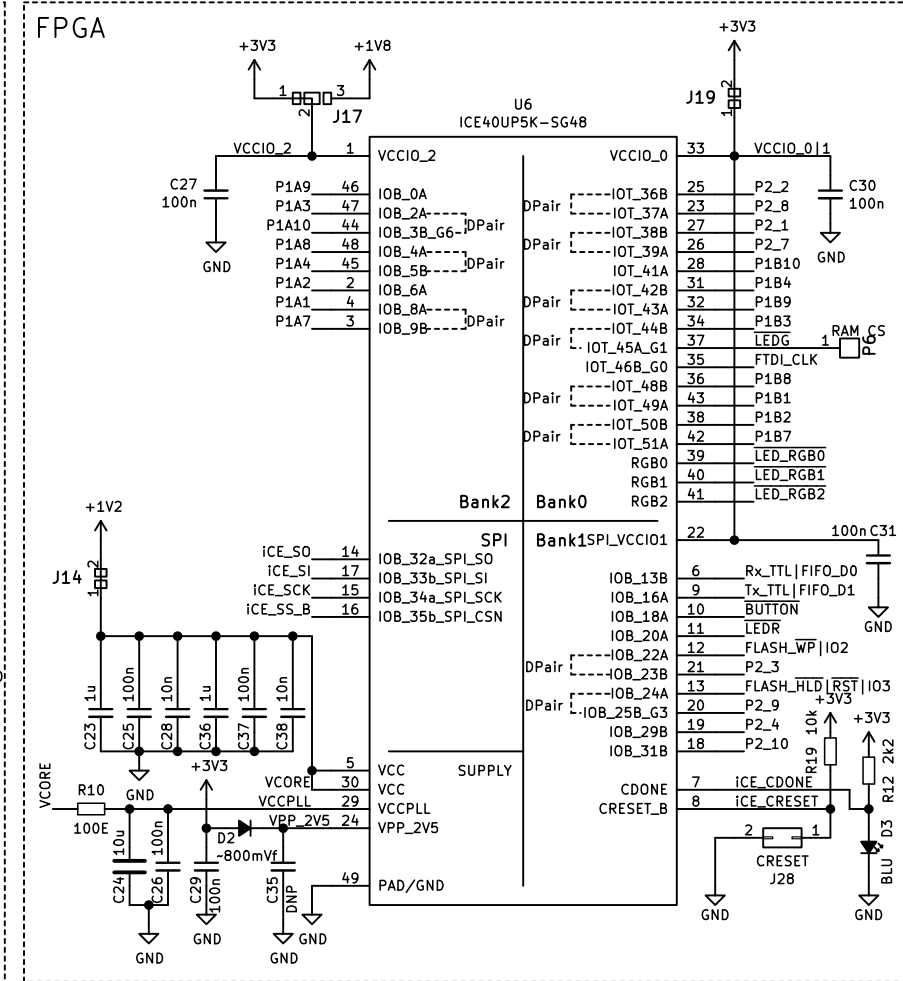 FPGA
+3V3
+1V8
+3V3
1
3
2
J17
J19
2
1
U6
ICE40UP5K-SG48
VCCIO_2 1 VCCIO_2
VCCIO_0 33 VCCIO_0|1
C27
100n
GND
C30
100n
GND
P1A9 46 IOB_0A
P1A3 47 IOB_2A
P1A10 44 IOB_3B_G6
DPair
P1A8 48 IOB_4A
P1A4 45 IOB_5B
DPair
P1A2 2 IOB_6A
P1A1 4 IOB_8A
P1A7 3 IOB_9B
DPair
DPair
IOT_36B 25 P2_2
IOT_37A 23 P2_8
DPair
IOT_38B 27 P2_1
IOT_39A 26 P2_7
IOT_41A 28 P1B10
DPair
IOT_42B 31 P1B4
IOT_43A 32 P1B9
DPair
IOT_44B 34 P1B3
IOT_45A_G1 37 LEDG
1 RAM_CS
P6
IOT_46B_G0 35 FTDI_CLK
DPair
IOT_48B 36 P1B8
IOT_49A 43 P1B1
DPair
IOT_50B 38 P1B2
IOT_51A 42 P1B7
RGB0 39 LED_RGB0
RGB1 40 LED_RGB1
RGB2 41 LED_RGB2
Bank2 Bank0
SPI Bank1
SPI_VCCIO1 22
100n C31
GND
+1V2
J14
2
1
iCE_SO 14 IOB_32a_SPI_SO
iCE_SI 17 IOB_33b_SPI_SI
iCE_SCK 15 IOB_34a_SPI_SCK
iCE_SS_B 16 IOB_35b_SPI_CSN
IOB_13B 6 Rx_TTL|FIFO_D0
IOB_16A 9 Tx_TTL|FIFO_D1
IOB_18A 10 BUTTON
IOB_20A 11 LEDR
DPair
IOB_22A 12 FLASH_WP|IO2
IOB_23B 21 P2_3
DPair
IOB_24A 13 FLASH_HLD|RST|IO3
IOB_25B_G3 20 P2_9
IOB_29B 19 P2_4
IOB_31B 18 P2_10
C23 1u
C25 100n
C28 10n
C36 1u
C37 100n
C38 10n
GND
+3V3
5 VCC
VCORE 30 VCC
VCCPLL 29 VCCPLL
VPP_2V5 24 VPP_2V5
SUPPLY
VCORE
R10
100E
C24 10u
C26 100n
GND
D2
~800mVf
C29 100n
GND
C35 DNP
GND
49 PAD/GND
GND
CDONE 7 iCE_CDONE
CRESET_B 8 iCE_CRESET
+3V3
R19 10k
+3V3
R12 2k2
2
1
CRESET
J28
GND
D3
BLU
GND